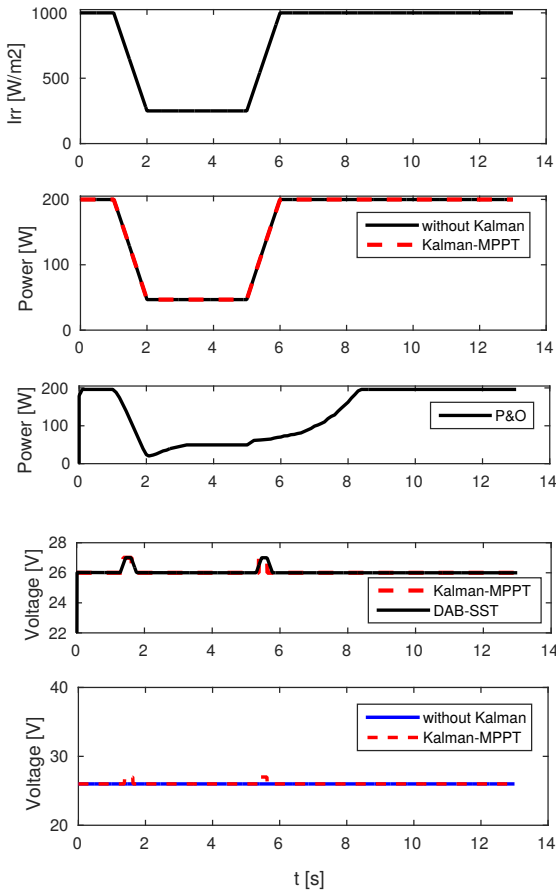 1000
500
0
Irr [W/m2]
0 2 4 6 8 10 12 14
200
100
0
Power [W]
without Kalman
Kalman-MPPT
0 2 4 6 8 10 12 14
200
100
0
Power [W]
P&O
0 2 4 6 8 10 12 14
28
26
24
22
Voltage [V]
Kalman-MPPT
DAB-SST
0 2 4 6 8 10 12 14
40
30
20
Voltage [V]
without Kalman
Kalman-MPPT
0 2 4 6 8 10 12 14
t [s]